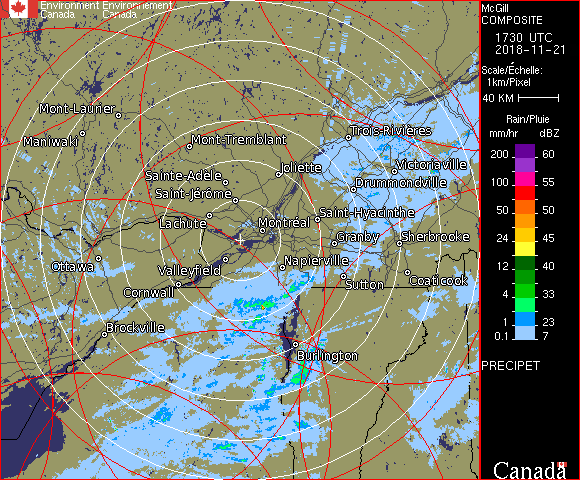 Environment Environnement
Canada Canada
McGill
COMPOSITE
1730 UTC
2018-11-21
Scale/Échelle:
1km/Pixel
40 KM
Rain/Pluie
mm/hr dBZ
200 60
100 55
50 50
24 45
12 40
4 33
1 23
0.1 7
PRECIPET
Mont-Laurier
Maniwaki
Mont-Tremblant
Trois-Rivières
Joliette
Victoriaville
Sainte-Adèle
Drummondville
Saint-Jérôme
Saint-Hyacinthe
Lachute
Montréal
Granby
Sherbrooke
Ottawa
Valleyfield
Napierville
Cornwall
Sutton
Coaticook
Brockville
Burlington
Canada